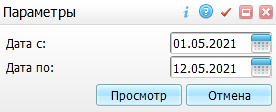 Параметры
Дата с: 01.05.2021
Дата по: 12.05.2021
Просмотр Отмена